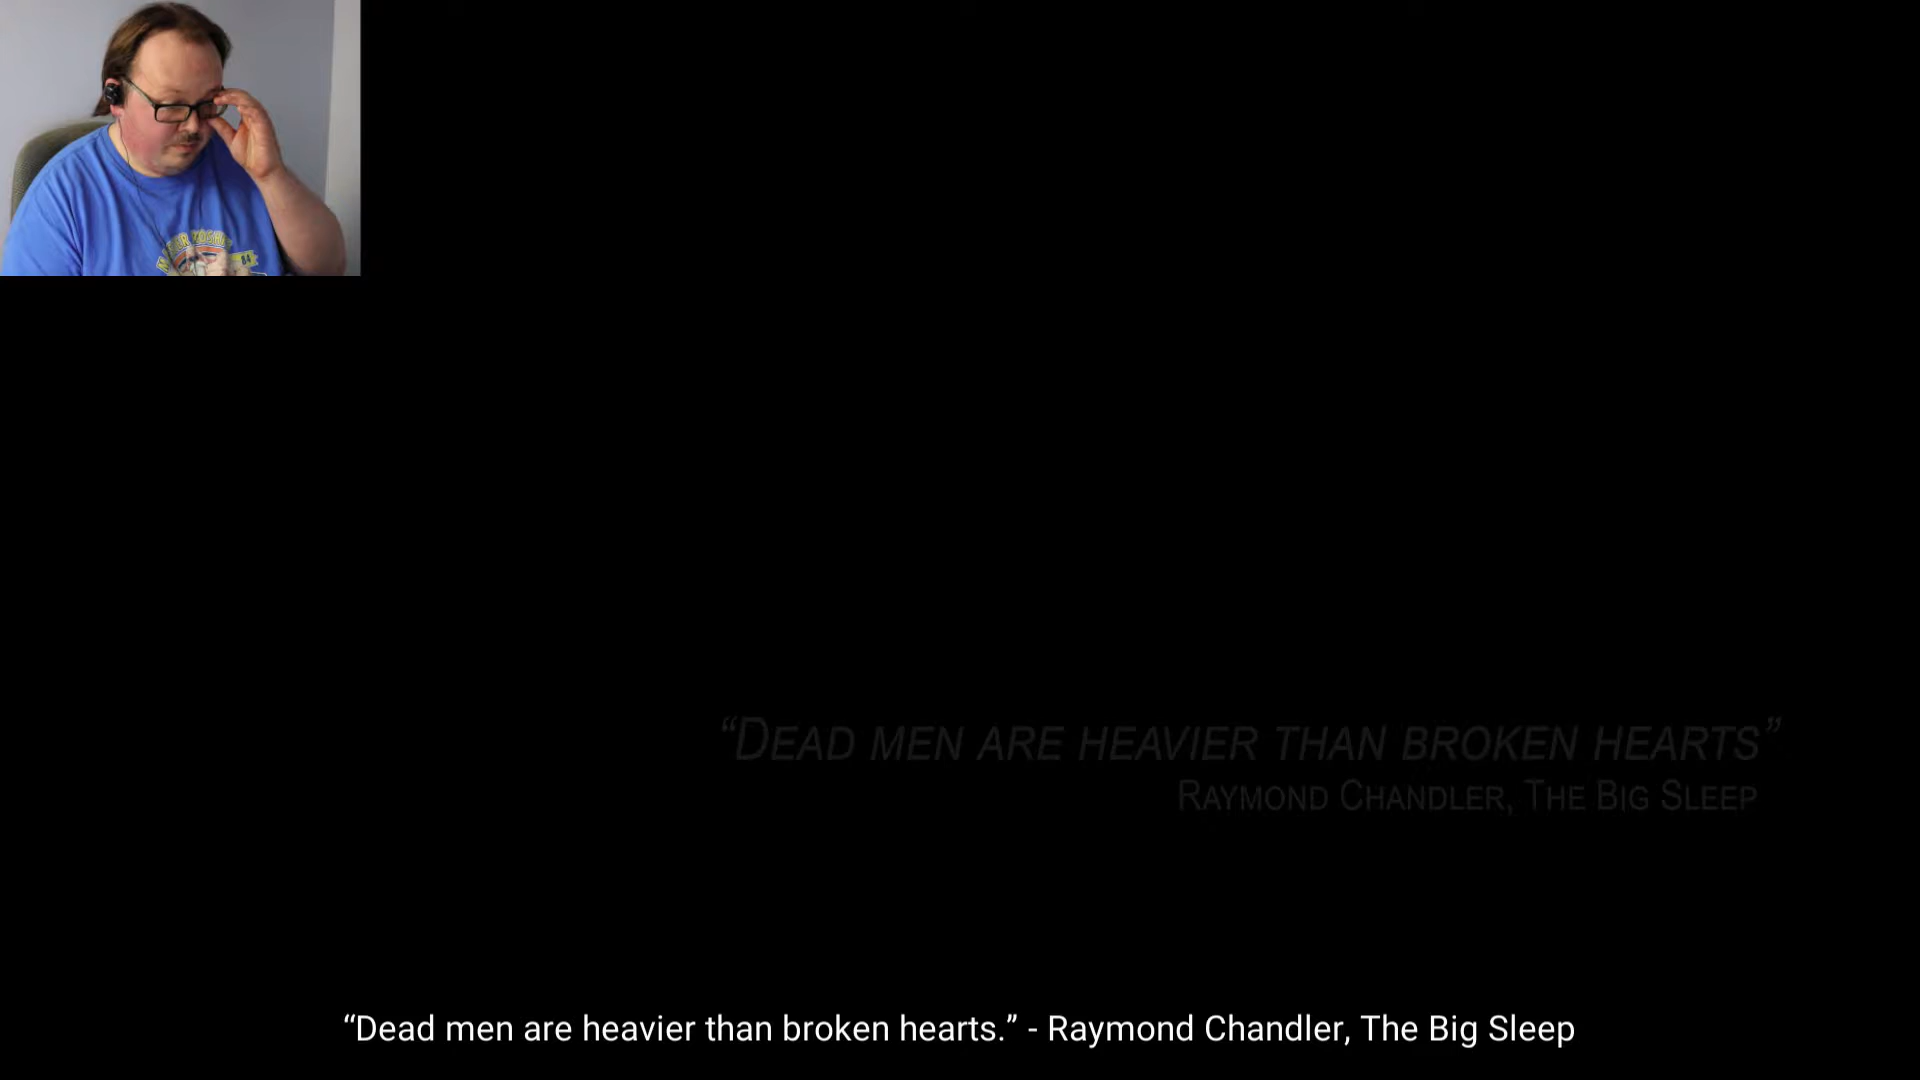 84
“DEAD MEN ARE HEAVIER THAN BROKEN HEARTS”
RAYMOND CHANDLER, THE BIG SLEEP
“Dead men are heavier than broken hearts.” - Raymond Chandler, The Big Sleep